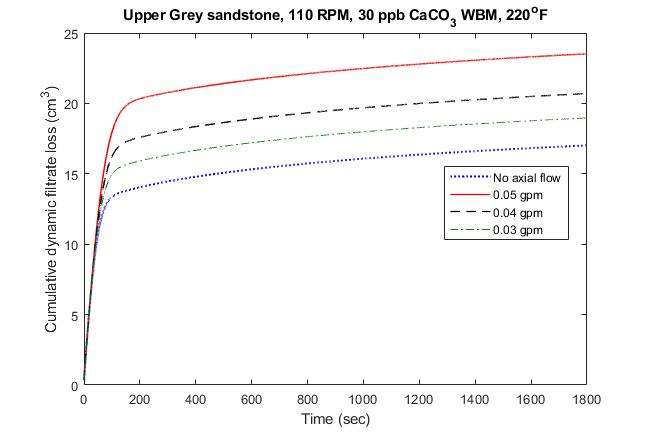 Upper Grey sandstone, 110 RPM, 30 ppb CaCO₃ WBM, 220°F
Cumulative dynamic filtrate loss (cm³)
25
20
15
10
5
0
No axial flow
0.05 gpm
0.04 gpm
0.03 gpm
0 200 400 600 800 1000 1200 1400 1600 1800
Time (sec)